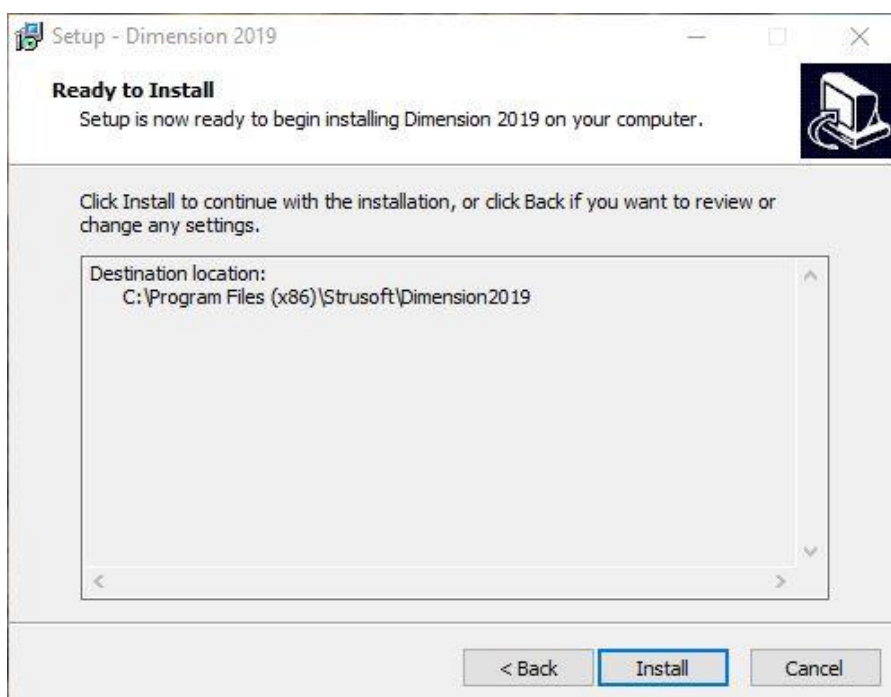 Setup - Dimension 2019
Ready to Install
Setup is now ready to begin installing Dimension 2019 on your computer.
Click Install to continue with the installation, or click Back if you want to review or
change any settings.
Destination location:
C:\Program Files (x86)\Strusoft\Dimension2019
< Back
Install
Cancel